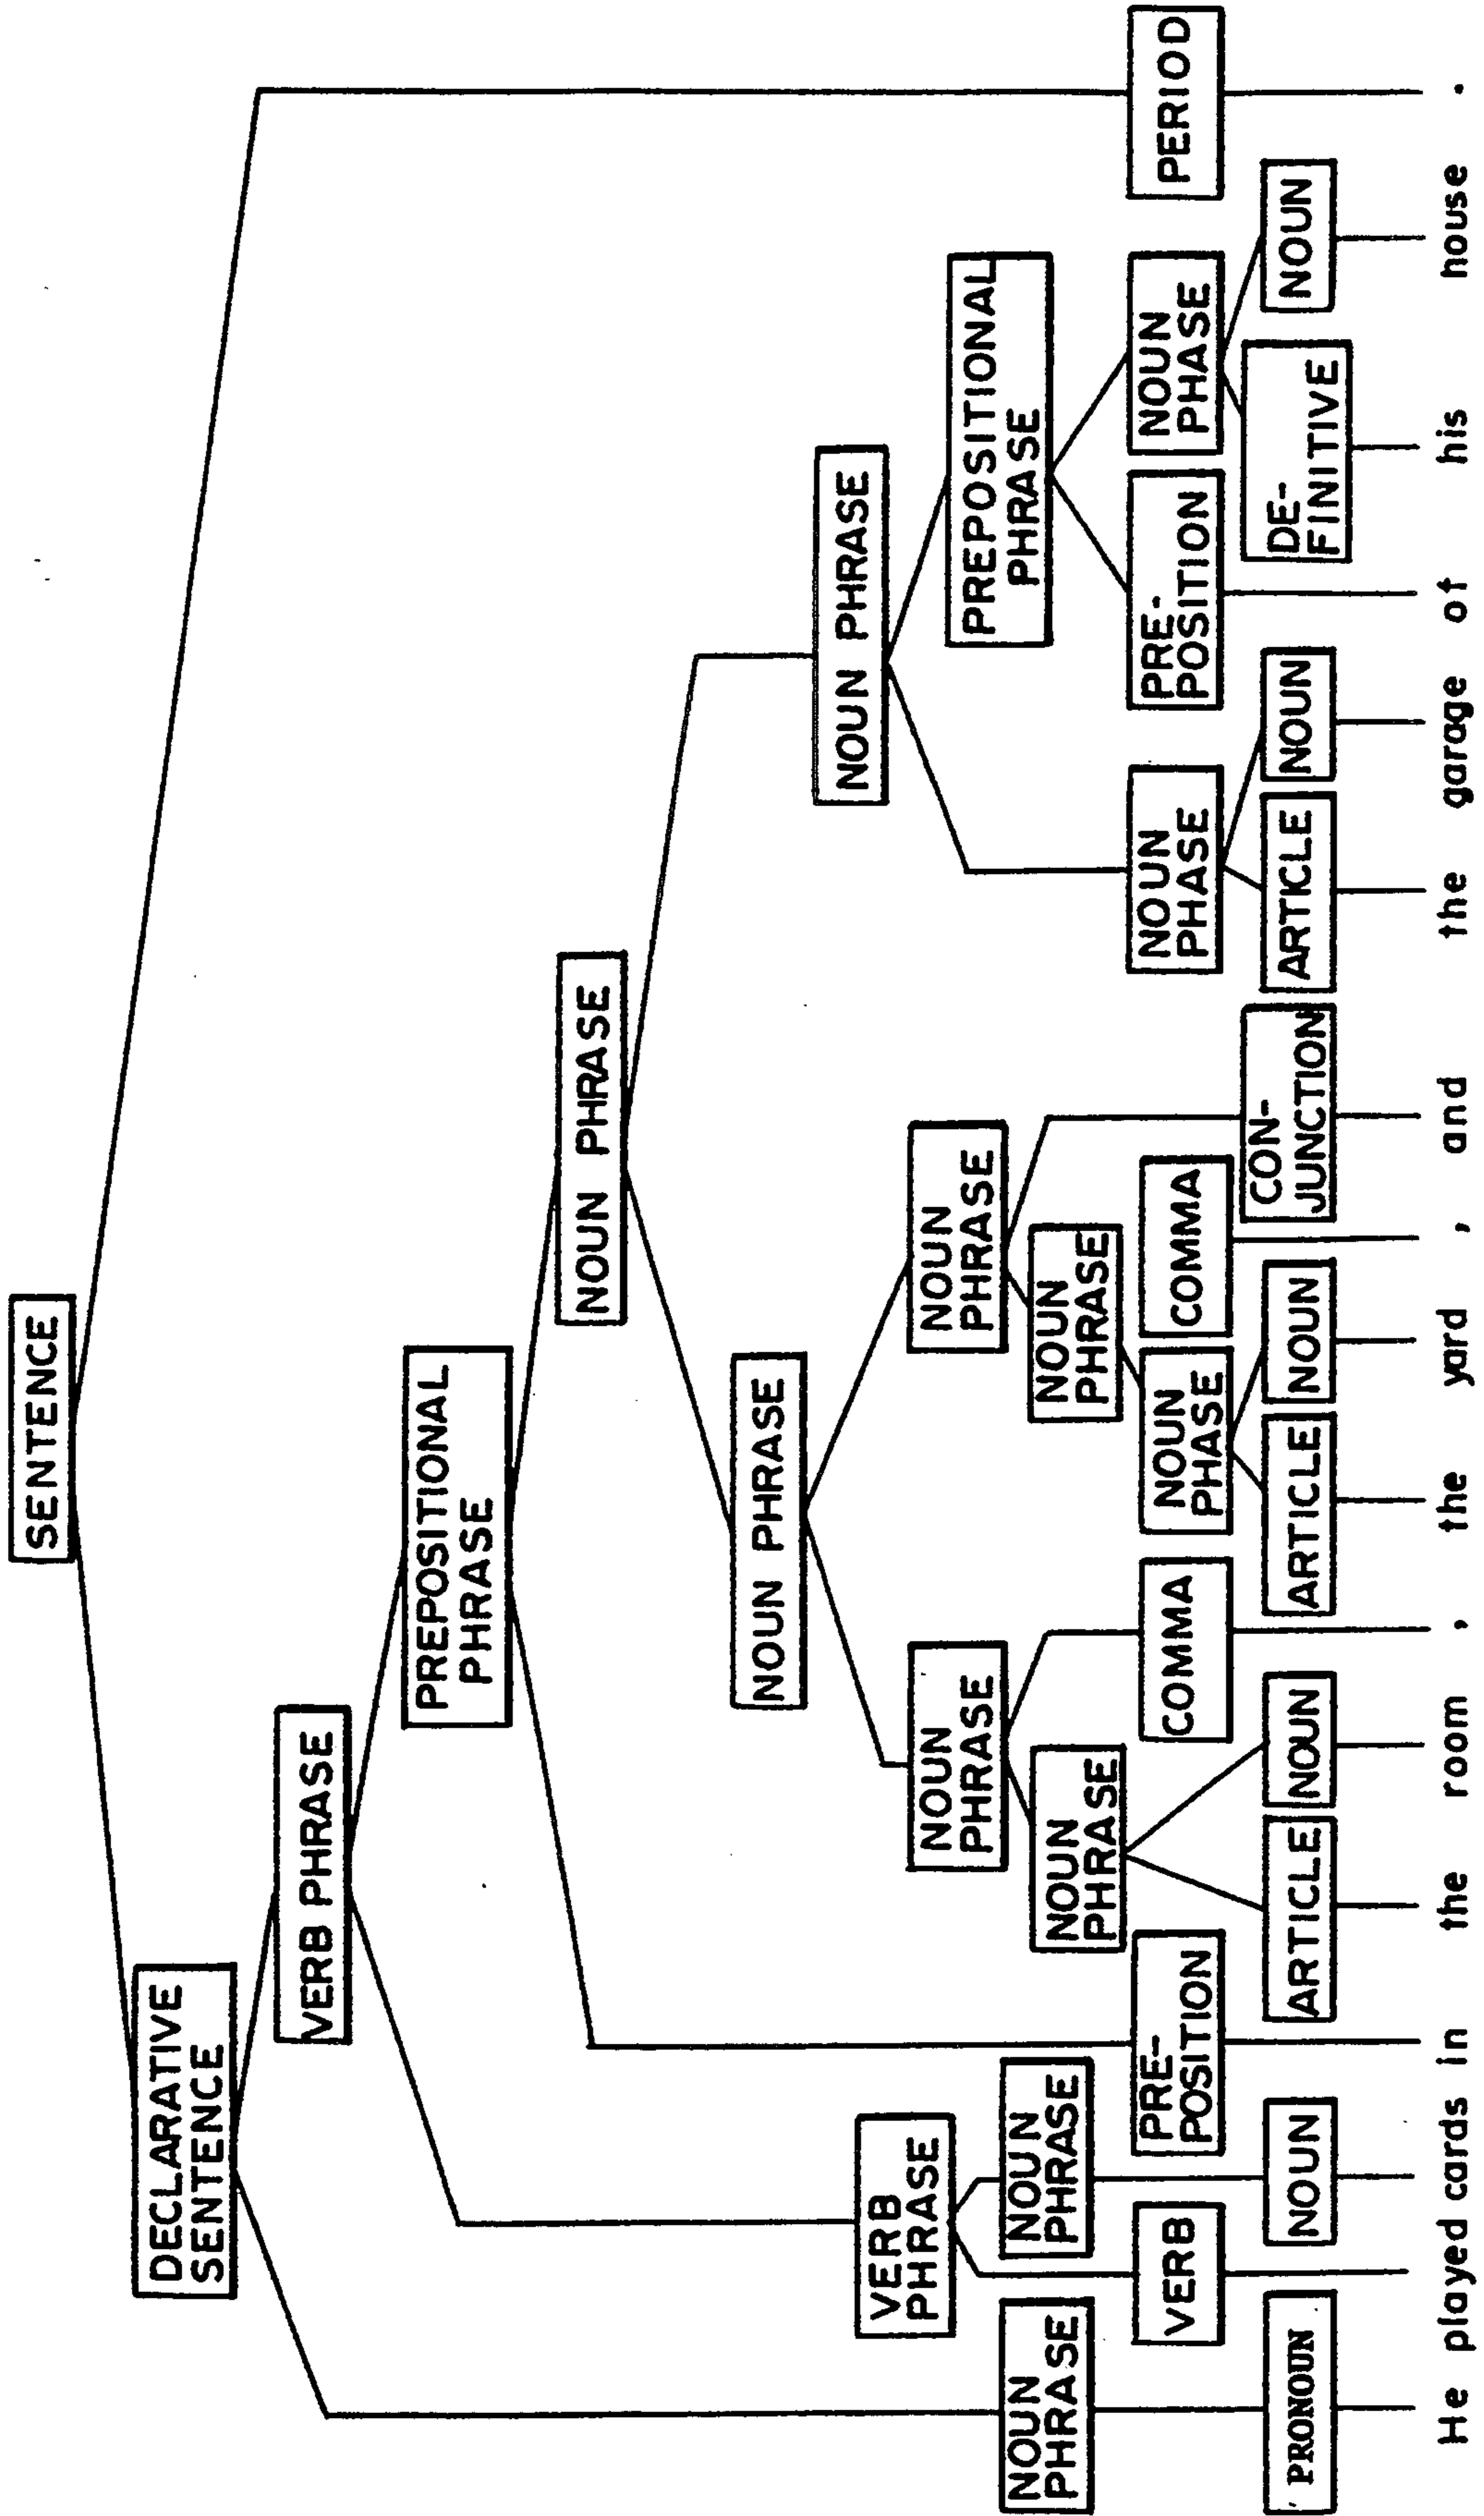 SENTENCE
DECLARATIVE
SENTENCE
VERB PHRASE
PREPOSITIONAL
PHRASE
NOUN PHRASE
NOUN PHRASE
NOUN PHRASE
VERB
PHRASE
NOUN
PHRASE
NOUN
PHRASE
PREPOSITIONAL
PHRASE
NOUN
PHRASE
NOUN
PHRASE
NOUN
PHRASE
NOUN
PHRASE
VERB
PRE-
POSITION
COMMA
NOUN
PHASE
COMMA
NOUN
PHASE
PRE-
POSITION
NOUN
PHASE
PERIOD
PRONOUN
NOUN
ARTICLE
NOUN
ARTICLE
NOUN
CON-
JUNCTION
ARTICLE
NOUN
DE-
FINITIVE
NOUN
He played cards in the room , the yard , and the garage of his house .